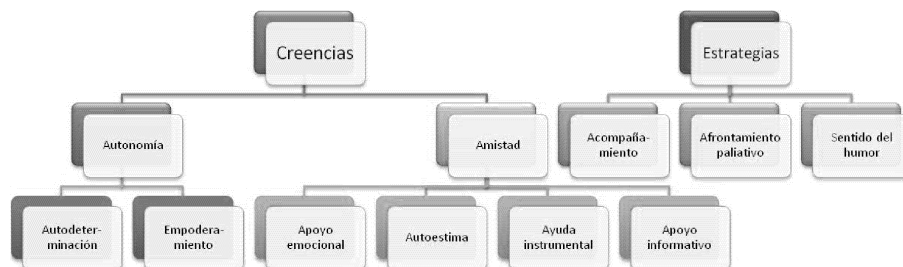 Creencias
Estrategias
Autonomía
Amistad
Acompaña-
miento
Afrontamiento
paliativo
Sentido del
humor
Autodeter-
minación
Empodera-
miento
Apoyo
emocional
Autoestima
Ayuda
instrumental
Apoyo
informativo